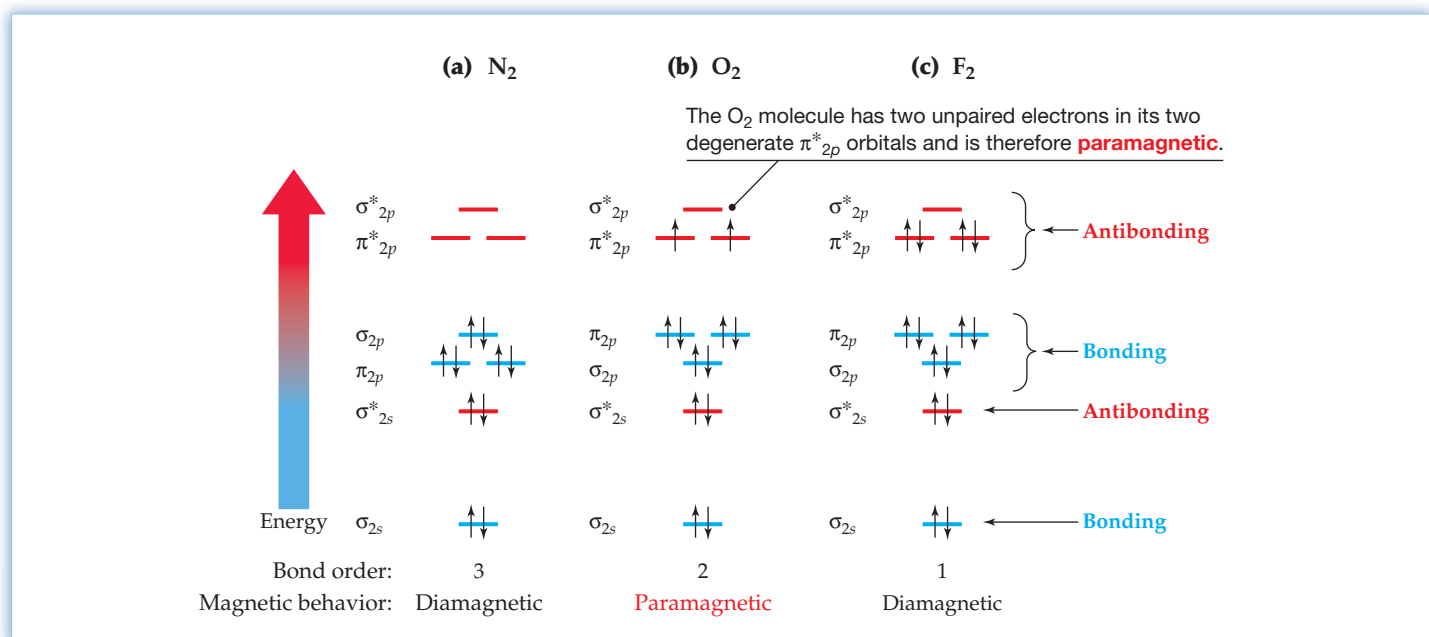 (a) N₂ (b) O₂ (c) F₂
The O₂ molecule has two unpaired electrons in its two
degenerate π*₂ₚ orbitals and is therefore paramagnetic.
σ*₂ₚ σ*₂ₚ σ*₂ₚ
π*₂ₚ π*₂ₚ π*₂ₚ Antibonding
σ₂ₚ π₂ₚ π₂ₚ
π₂ₚ σ₂ₚ σ₂ₚ Bonding
σ*₂ₛ σ*₂ₛ σ*₂ₛ Antibonding
Energy σ₂ₛ σ₂ₛ σ₂ₛ Bonding
Bond order: 3 2 1
Magnetic behavior: Diamagnetic Paramagnetic Diamagnetic